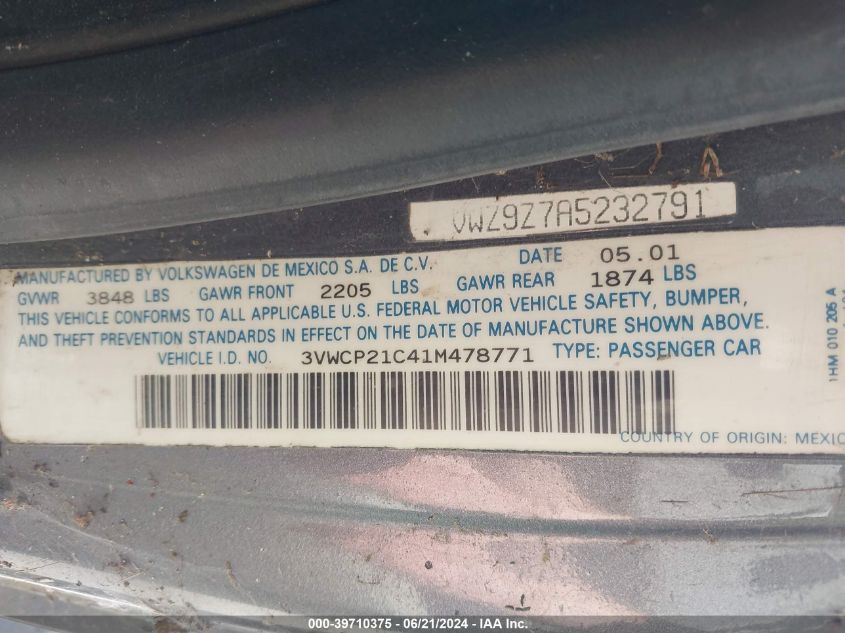 VWZ9Z7A5232791
MANUFACTURED BY VOLKSWAGEN DE MEXICO S.A. DE C.V. DATE 05.01
GVWR 3848 LBS GAWR FRONT 2205 LBS GAWR REAR 1874 LBS
THIS VEHICLE CONFORMS TO ALL APPLICABLE U.S. FEDERAL MOTOR VEHICLE SAFETY, BUMPER,
AND THEFT PREVENTION STANDARDS IN EFFECT ON THE DATE OF MANUFACTURE SHOWN ABOVE.
VEHICLE I.D. NO. 3VWCP21C41M478771 TYPE: PASSENGER CAR
COUNTRY OF ORIGIN: MEXIC
1HM 010 205 A
000-39710375 - 06/21/2024 - IAA Inc.